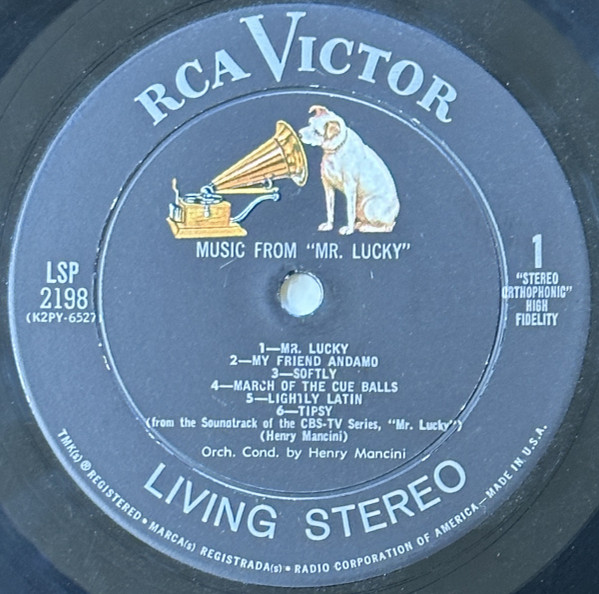 RCA VICTOR
MUSIC FROM "MR. LUCKY"
LSP
2198
(K2PY-6527
1
"STEREO
ORTHOPHONIC"
HIGH
FIDELITY
1—MR. LUCKY
2—MY FRIEND ANDAMO
3—SOFTLY
4—MARCH OF THE CUE BALLS
5—LIGHTLY LATIN
6—TIPSY
(from the Soundtrack of the CBS-TV Series, "Mr. Lucky")
(Henry Mancini)
Orch. Cond. by Henry Mancini
LIVING STEREO
TMK(s) ® REGISTERED • MARCA(s) REGISTRADA(s) • RADIO CORPORATION OF AMERICA—MADE IN U.S.A.